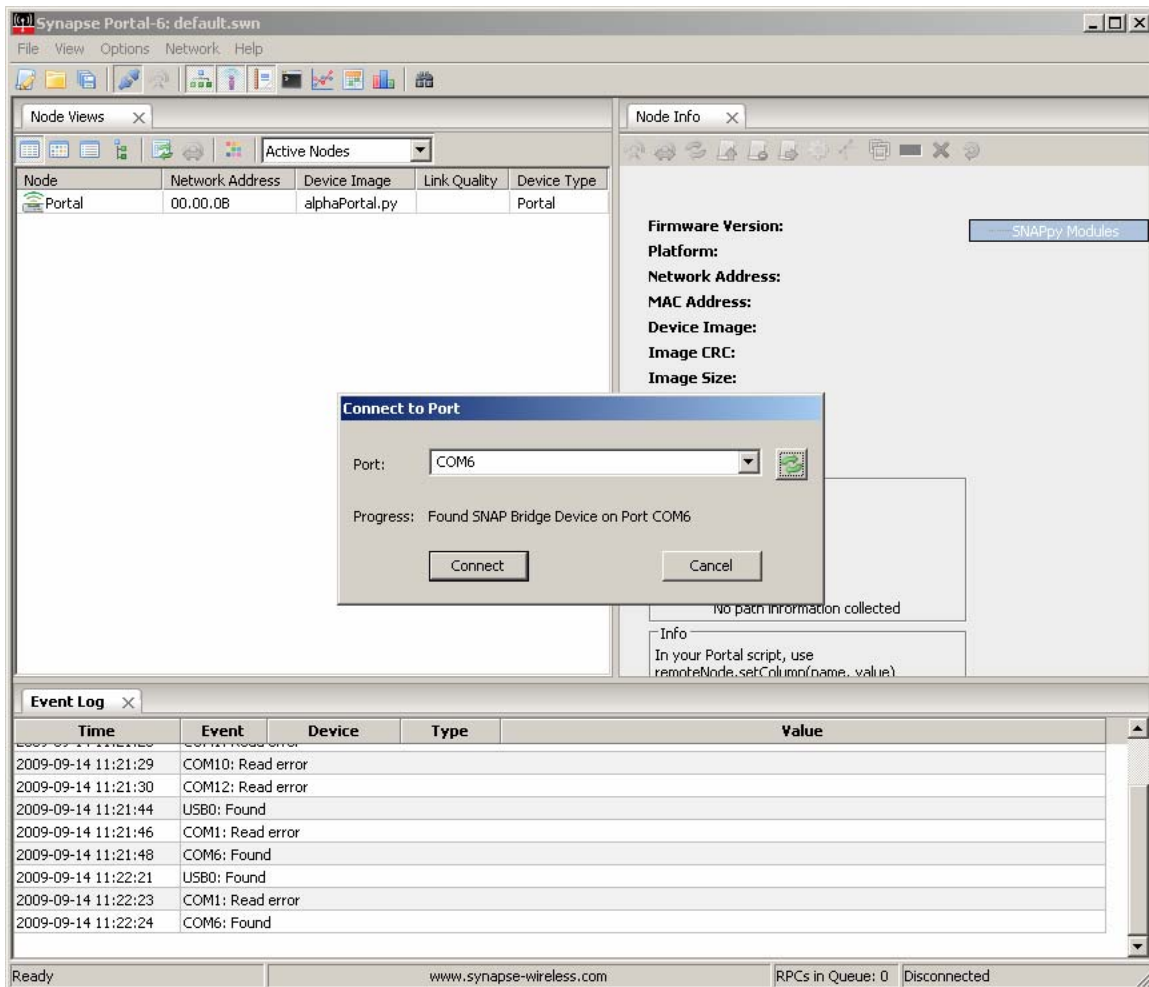 Synapse Portal-6: default.swn
File View Options Network Help
Node Views
Active Nodes
Node Network Address Device Image Link Quality Device Type
Portal 00.00.0B alphaPortal.py Portal
Node Info
Firmware Version:
SNAPpy Modules
Platform:
Network Address:
MAC Address:
Device Image:
Image CRC:
Image Size:
Connect to Port
Port: COM6
Progress: Found SNAP Bridge Device on Port COM6
Connect Cancel
No path information collected
Info
In your Portal script, use
remoteNode.setColumn(name, value)
Event Log
Time Event Device Type Value
2009-09-14 11:21:29 COM10: Read error
2009-09-14 11:21:30 COM12: Read error
2009-09-14 11:21:44 USB0: Found
2009-09-14 11:21:46 COM1: Read error
2009-09-14 11:21:48 COM6: Found
2009-09-14 11:22:21 USB0: Found
2009-09-14 11:22:23 COM1: Read error
2009-09-14 11:22:24 COM6: Found
Ready www.synapse-wireless.com RPCs in Queue: 0 Disconnected